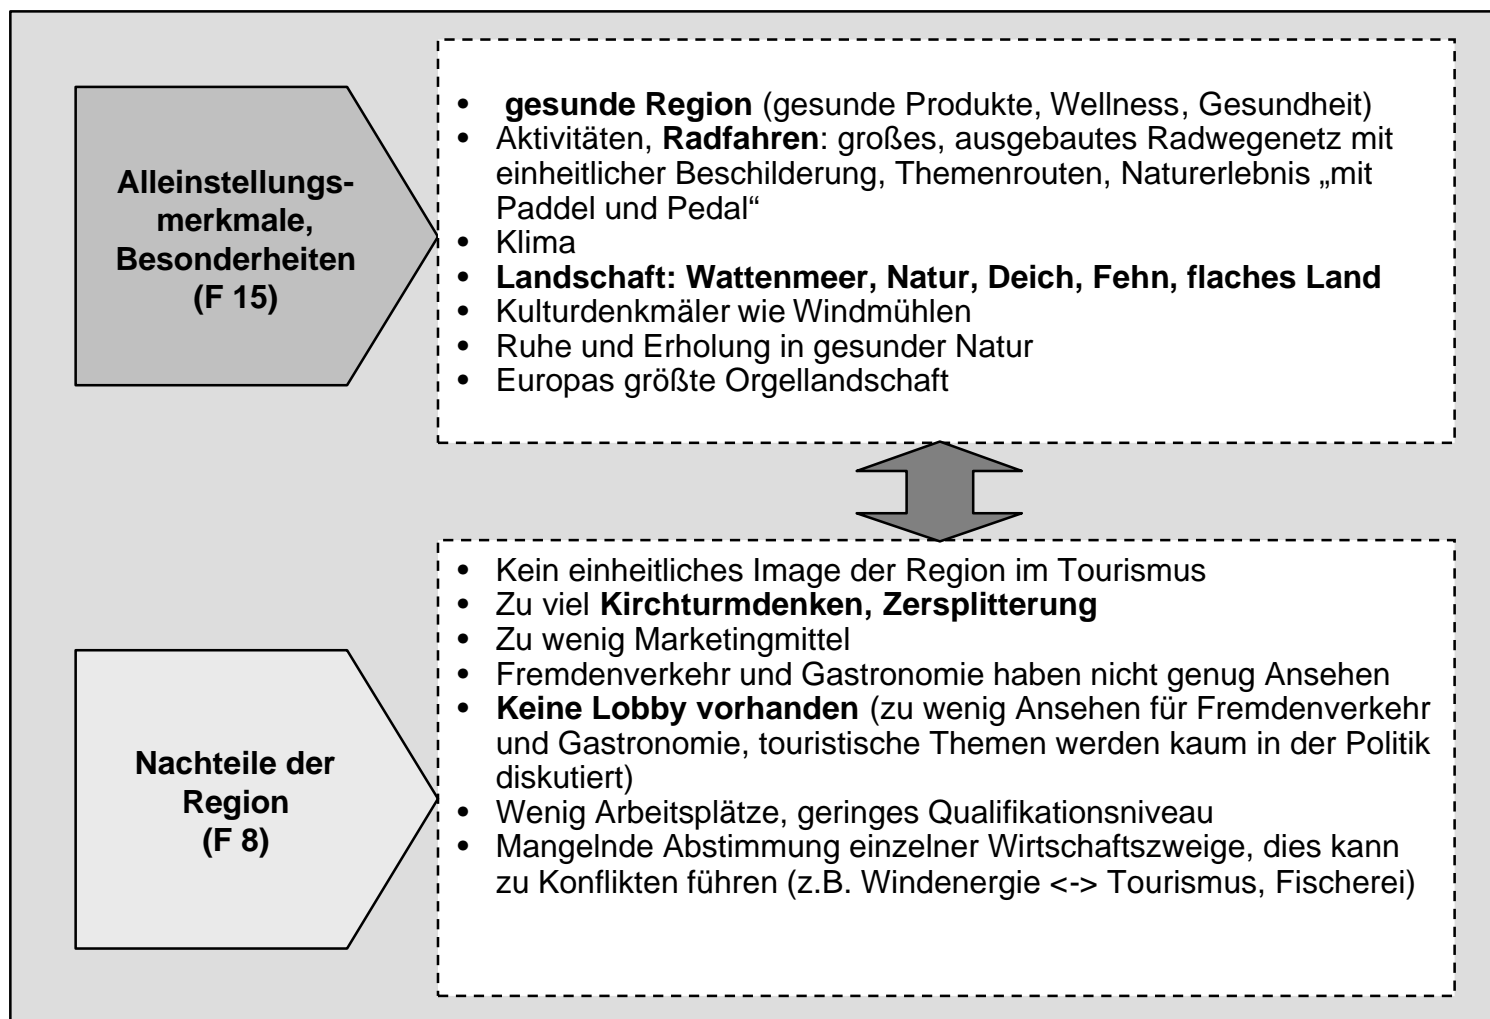 Alleinstellungs-
merkmale,
Besonderheiten
(F 15)
• gesunde Region (gesunde Produkte, Wellness, Gesundheit)
• Aktivitäten, Radfahren: großes, ausgebautes Radwegenetz mit
einheitlicher Beschilderung, Themenrouten, Naturerlebnis „mit
Paddel und Pedal“
• Klima
• Landschaft: Wattenmeer, Natur, Deich, Fehn, flaches Land
• Kulturdenkmäler wie Windmühlen
• Ruhe und Erholung in gesunder Natur
• Europas größte Orgellandschaft
Nachteile der
Region
(F 8)
• Kein einheitliches Image der Region im Tourismus
• Zu viel Kirchturmdenken, Zersplitterung
• Zu wenig Marketingmittel
• Fremdenverkehr und Gastronomie haben nicht genug Ansehen
• Keine Lobby vorhanden (zu wenig Ansehen für Fremdenverkehr
und Gastronomie, touristische Themen werden kaum in der Politik
diskutiert)
• Wenig Arbeitsplätze, geringes Qualifikationsniveau
• Mangelnde Abstimmung einzelner Wirtschaftszweige, dies kann
zu Konflikten führen (z.B. Windenergie <-> Tourismus, Fischerei)